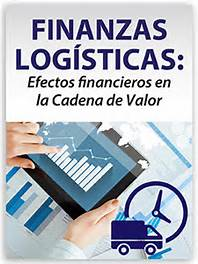 FINANZAS
LOGÍSTICAS:
Efectos financieros en
la Cadena de Valor